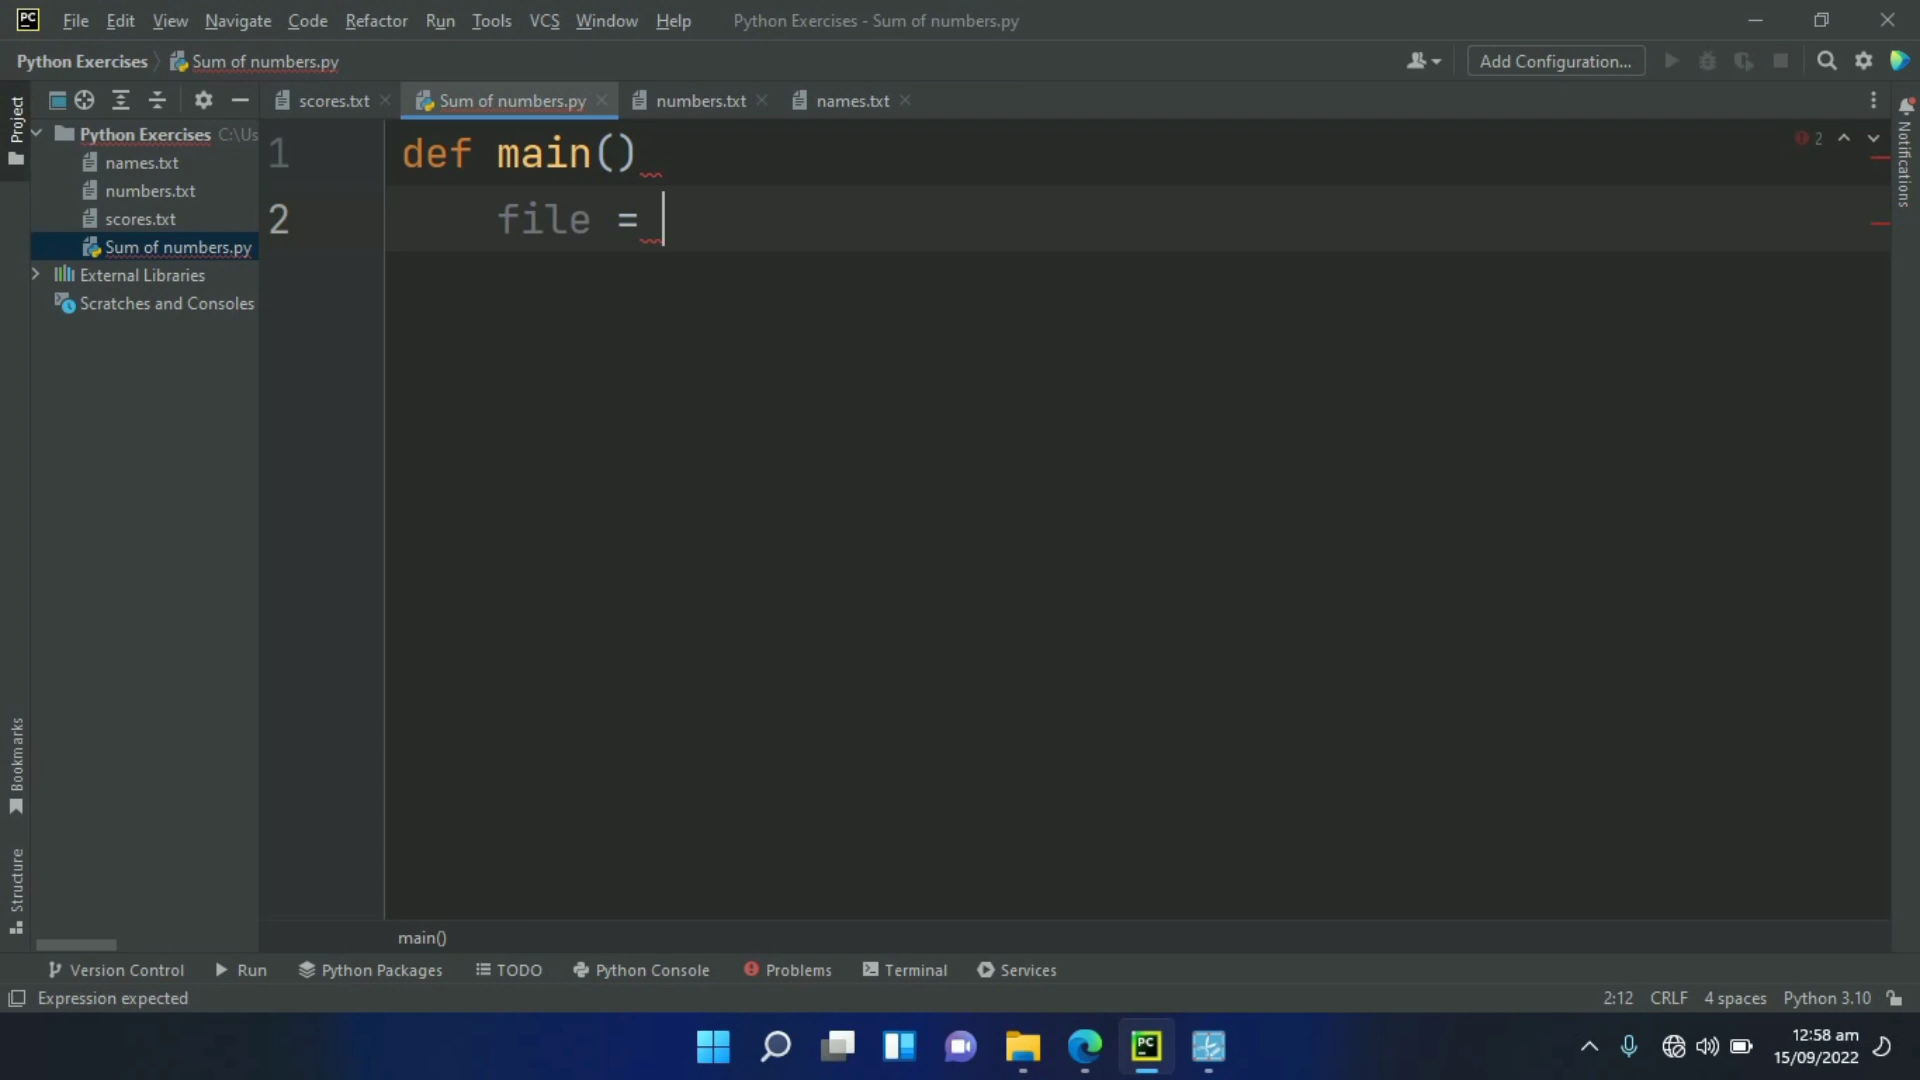 PC File Edit View Navigate Code Refactor Run Tools VCS Window Help Python Exercises - Sum of numbers.py
Python Exercises Sum of numbers.py Add Configuration...
scores.txt Sum of numbers.py numbers.txt names.txt
Project
Python Exercises C:\Us
names.txt
numbers.txt
scores.txt
Sum of numbers.py
External Libraries
Scratches and Consoles
1 def main()
2 file =
2
Notifications
Bookmarks
Structure
main()
Version Control Run Python Packages TODO Python Console Problems Terminal Services
Expression expected 2:12 CRLF 4 spaces Python 3.10
PC
12:58 am
15/09/2022